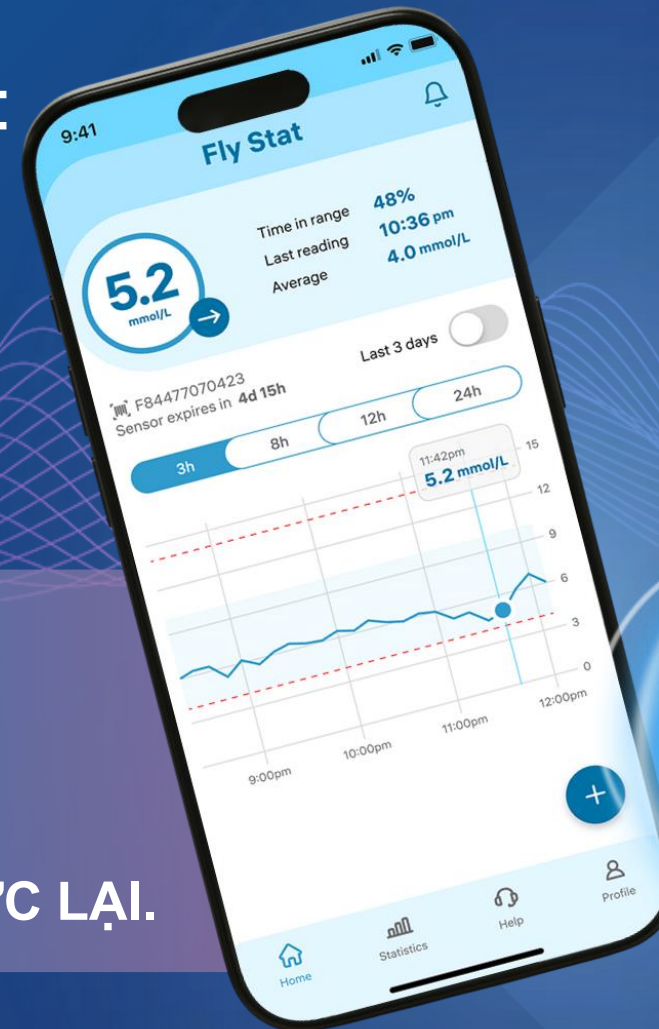 9:41
Fly Stat
5.2
mmol/L
Time in range 48%
Last reading 10:36 pm
Average 4.0 mmol/L
F84477070423
Sensor expires in 4d 15h
Last 3 days
3h 8h 12h 24h
11:42pm
5.2 mmol/L
15
12
9
6
3
0
9:00pm 10:00pm 11:00pm 12:00pm
LẠI.
Home Statistics Help Profile